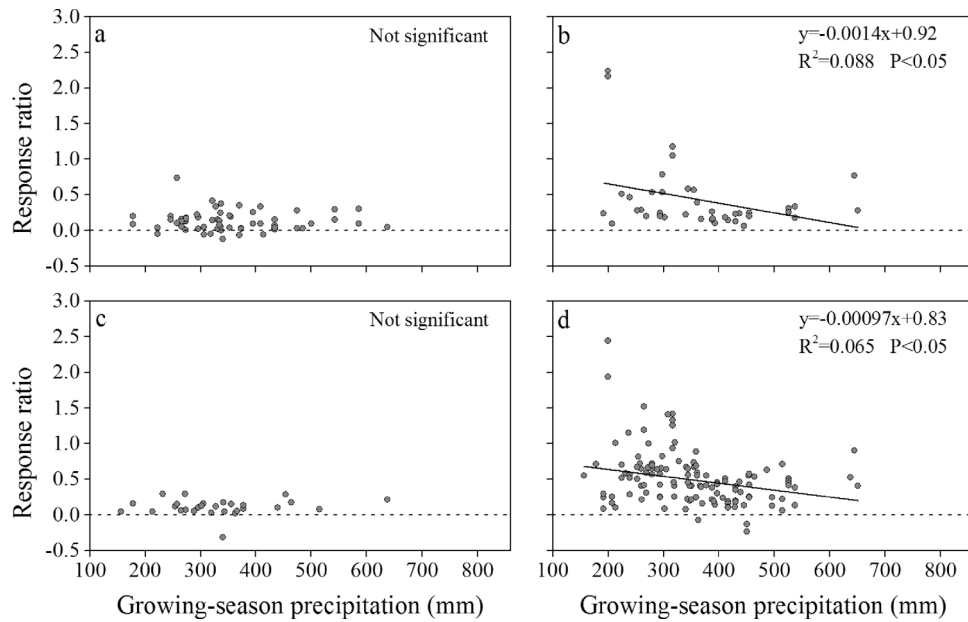 3.0
2.5
2.0
1.5
1.0
0.5
0.0
-0.5
Response ratio
a
Not significant
b
y=-0.0014x+0.92
R²=0.088 P<0.05
3.0
2.5
2.0
1.5
1.0
0.5
0.0
-0.5
Response ratio
c
Not significant
d
y=-0.00097x+0.83
R²=0.065 P<0.05
100 200 300 400 500 600 700 800
100 200 300 400 500 600 700 800
Growing-season precipitation (mm)
Growing-season precipitation (mm)